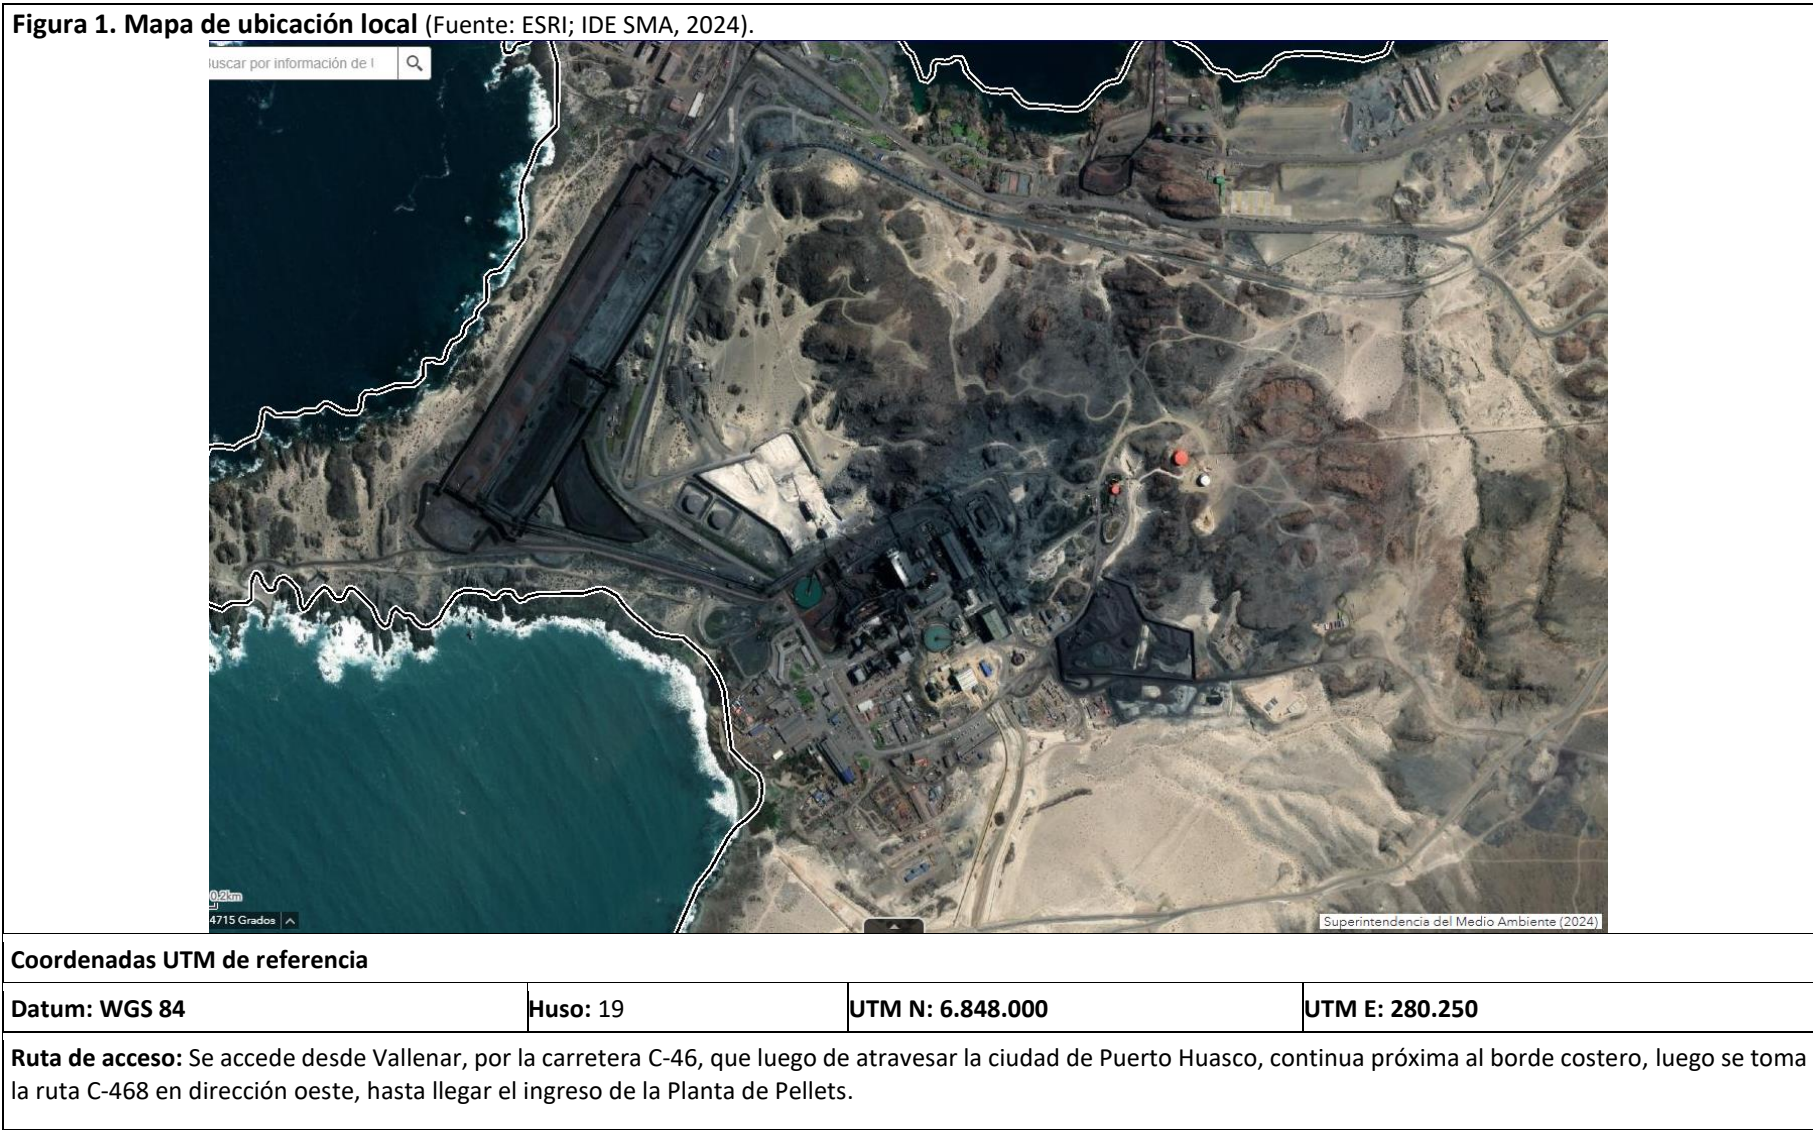 Figura 1. Mapa de ubicación local (Fuente: ESRI; IDE SMA, 2024).
uscar por información de
0.2km
4715 Grados
Superintendencia del Medio Ambiente (2024)
Coordenadas UTM de referencia
Datum: WGS 84 Huso: 19 UTM N: 6.848.000 UTM E: 280.250
Ruta de acceso: Se accede desde Vallenar, por la carretera C-46, que luego de atravesar la ciudad de Puerto Huasco, continua próxima al borde costero, luego se toma
la ruta C-468 en dirección oeste, hasta llegar el ingreso de la Planta de Pellets.